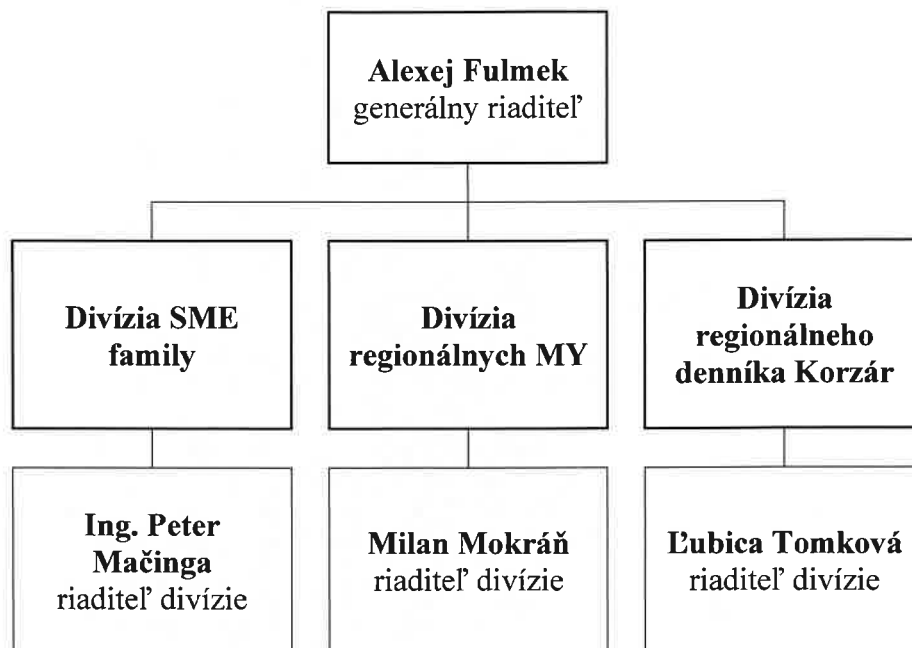 Alexej Fulmek
generálny riaditeľ
Divízia SME
family
Divízia
regionálnych MY
Divízia
regionálneho
denníka Korzár
Ing. Peter
Mačinga
riaditeľ divízie
Milan Mokráň
riaditeľ divízie
Ľubica Tomková
riaditeľ divízie